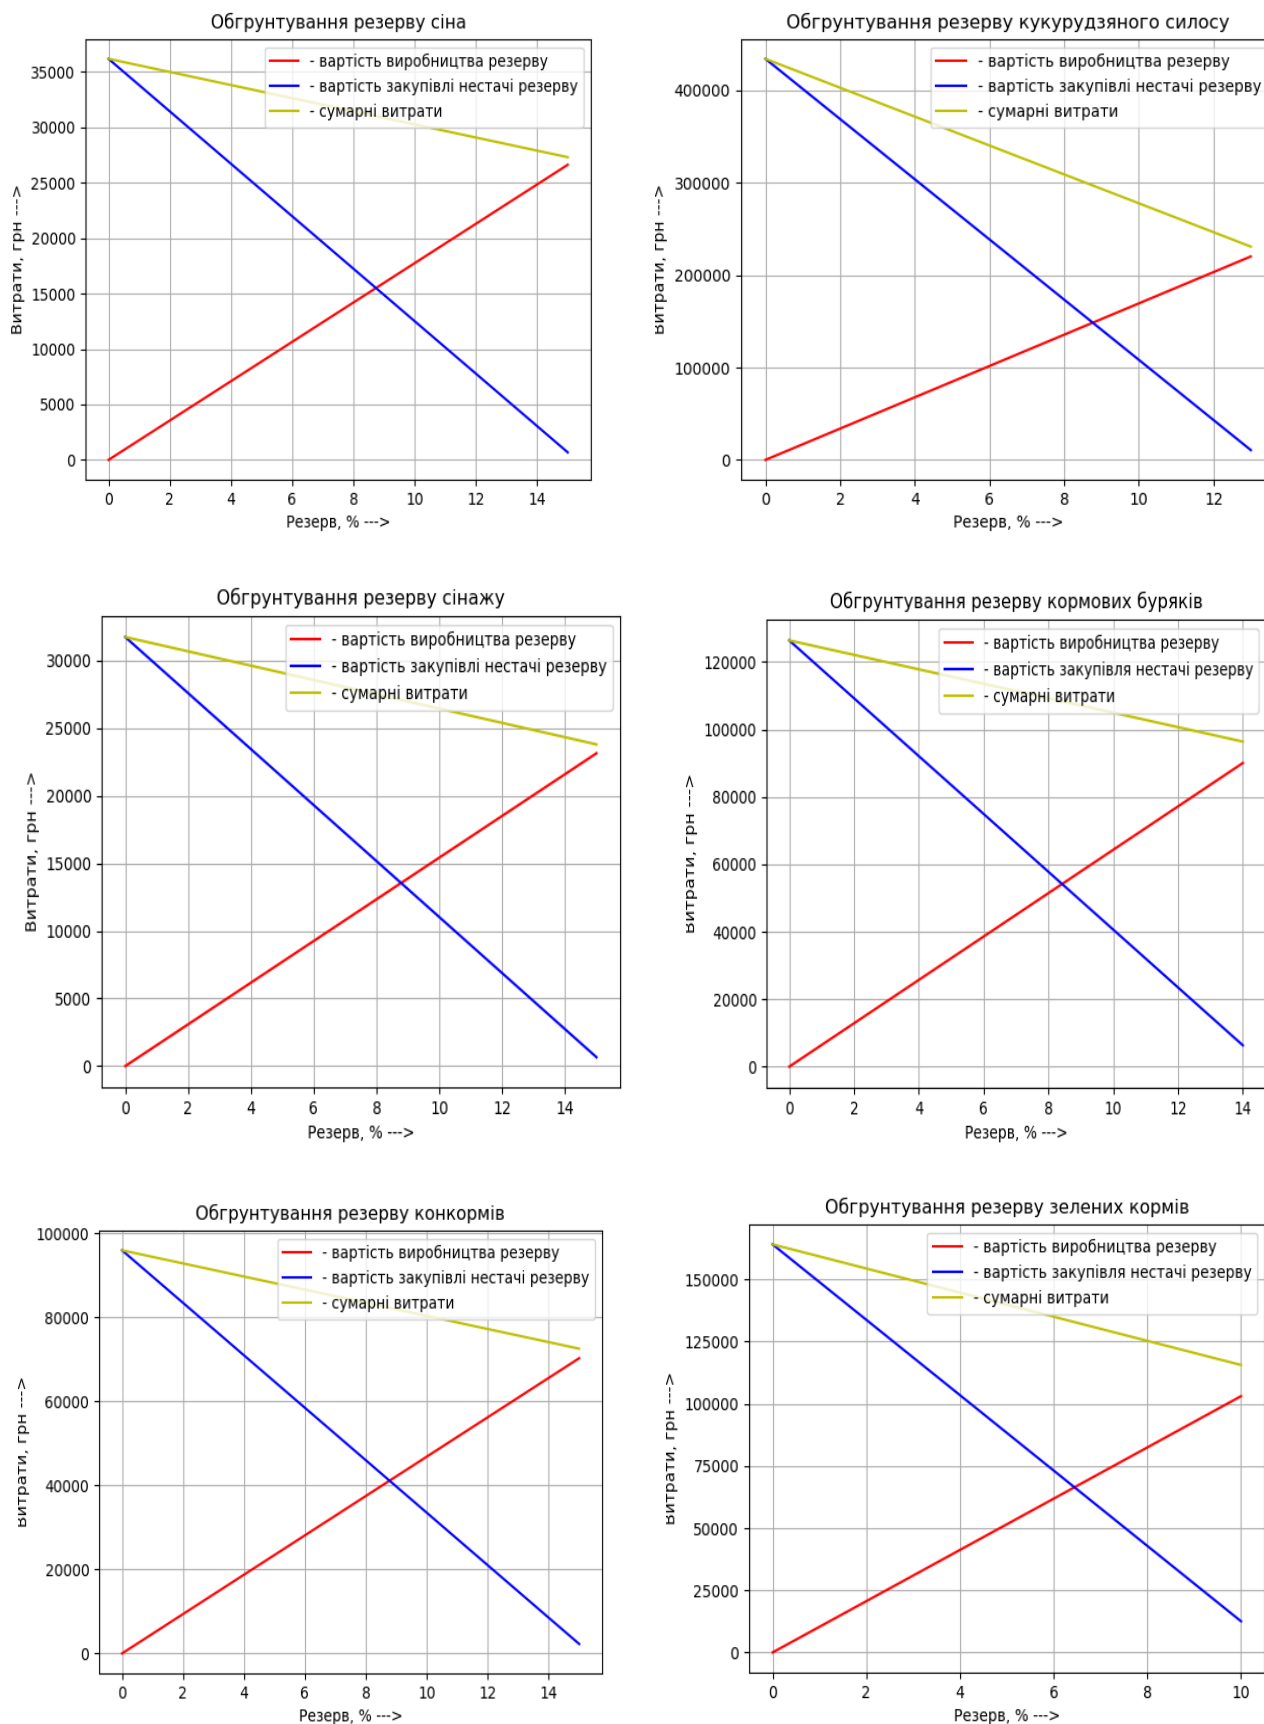 Обгрунтування резерву сіна
- вартість виробництва резерву
- вартість закупівлі нестачі резерву
- сумарні витрати
35000
30000
25000
20000
15000
10000
5000
0
Витрати, грн --->
0 2 4 6 8 10 12 14
Резерв, % --->
Обгрунтування резерву кукурудзяного силосу
- вартість виробництва резерву
- вартість закупівлі нестачі резерву
- сумарні витрати
400000
300000
200000
100000
0
Витрати, грн --->
0 2 4 6 8 10 12
Резерв, % --->
Обгрунтування резерву сінажу
- вартість виробництва резерву
- вартість закупівлі нестачі резерву
- сумарні витрати
30000
25000
20000
15000
10000
5000
0
Витрати, грн --->
0 2 4 6 8 10 12 14
Резерв, % --->
Обгрунтування резерву кормових буряків
- вартість виробництва резерву
- вартість закупівля нестачі резерву
- сумарні витрати
120000
100000
80000
60000
40000
20000
0
Витрати, грн --->
0 2 4 6 8 10 12 14
Резерв, % --->
Обгрунтування резерву конкормів
- вартість виробництва резерву
- вартість закупівлі нестачі резерву
- сумарні витрати
100000
80000
60000
40000
20000
0
Витрати, грн --->
0 2 4 6 8 10 12 14
Резерв, % --->
Обгрунтування резерву зелених кормів
- вартість виробництва резерву
- вартість закупівля нестачі резерву
- сумарні витрати
150000
125000
100000
75000
50000
25000
0
Витрати, грн --->
0 2 4 6 8 10
Резерв, % --->